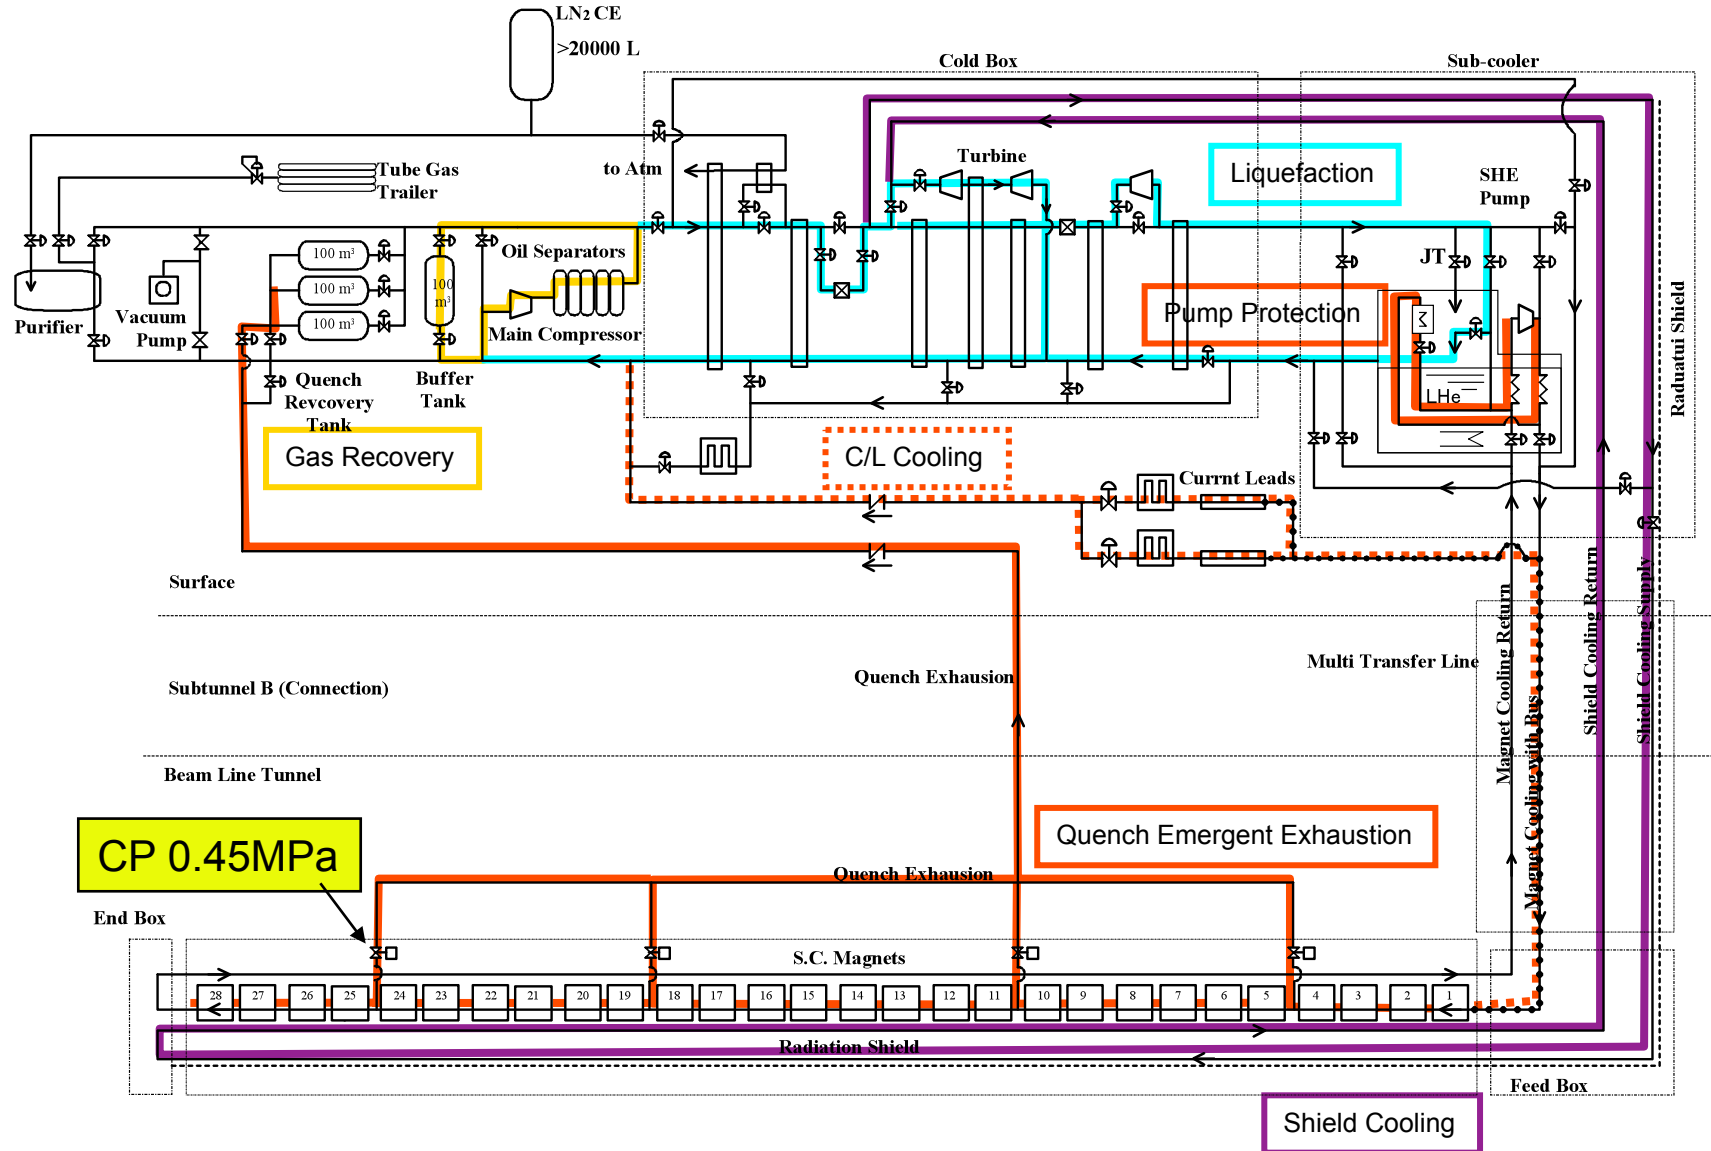 LN2 CE
>20000 L
Cold Box
Sub-cooler
to Atm
Turbine
Liquefaction
SHE
Pump
Tube Gas
Trailer
100 m³
100 m³
100 m³
100
m³
Oil Separators
Main Compressor
Purifier
Vacuum
Pump
Quench
Revcovery
Tank
Buffer
Tank
JT
Pump Protection
Σ
LHe
Raduatui Shield
Gas Recovery
C/L Cooling
Currnt Leads
Surface
Subtunnel B (Connection)
Quench Exhausion
Multi Transfer Line
Magnet Cooling Return
Magnet Cooling with Bus
Shield Cooling Return
Shield Cooling Supply
Beam Line Tunnel
CP 0.45MPa
Quench Emergent Exhaustion
Quench Exhausion
End Box
S.C. Magnets
28 27 26 25 24 23 22 21 20 19 18 17 16 15 14 13 12 11 10 9 8 7 6 5 4 3 2 1
Radiation Shield
Feed Box
Shield Cooling